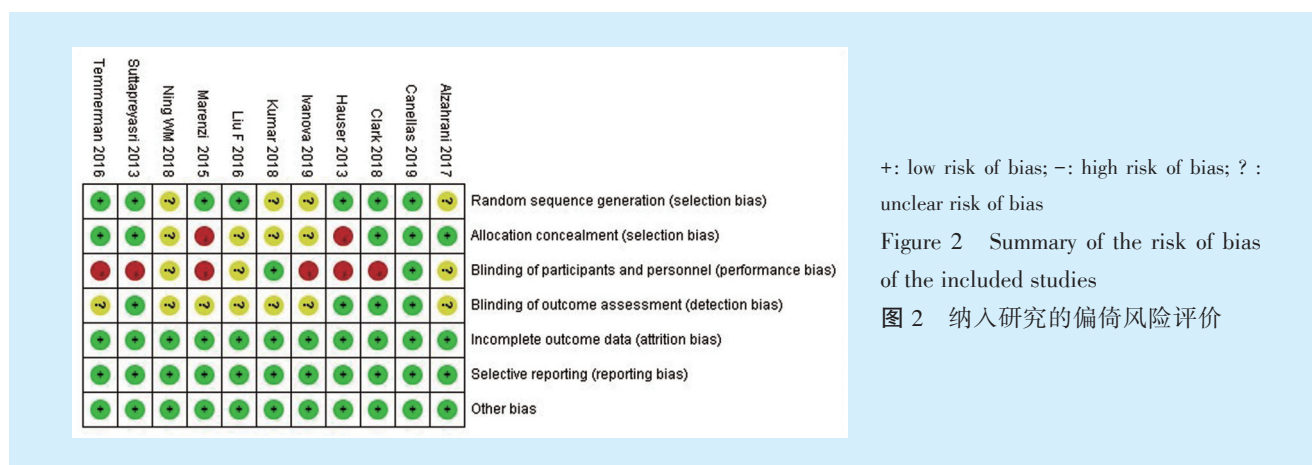 Temmerman 2016
Suttapreyasri 2013
Ning WM 2018
Marenzi 2015
Liu F 2016
Kumar 2018
Ivanova 2019
Hauser 2013
Clark 2018
Canellas 2019
Alzahrani 2017
+ + ? + + ? ? + + + ? Random sequence generation (selection bias)
+ + ? - ? ? ? - + + + Allocation concealment (selection bias)
- - ? - ? + - - - + ? Blinding of participants and personnel (performance bias)
? + ? ? ? ? ? + + + ? Blinding of outcome assessment (detection bias)
+ + + + + + + + + + + Incomplete outcome data (attrition bias)
+ + + + + + + + + + + Selective reporting (reporting bias)
+ + + + + + + + + + + Other bias
+: low risk of bias; −: high risk of bias; ? :
unclear risk of bias
Figure 2 Summary of the risk of bias
of the included studies
图 2 纳入研究的偏倚风险评价